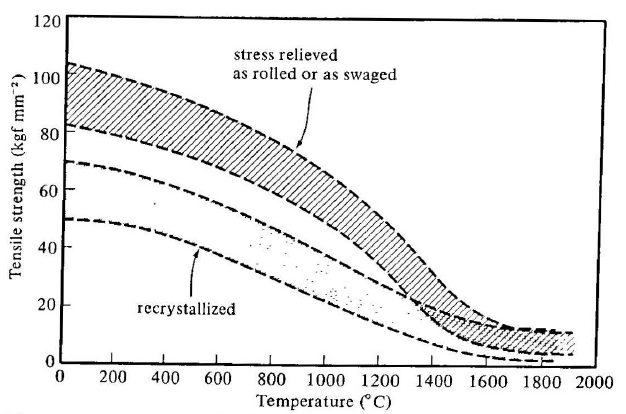 120
100
80
60
40
20
0
Tensile strength (kgf mm⁻²)
stress relieved
as rolled or as swaged
recrystallized
0 200 400 600 800 1000 1200 1400 1600 1800 2000
Temperature (°C)